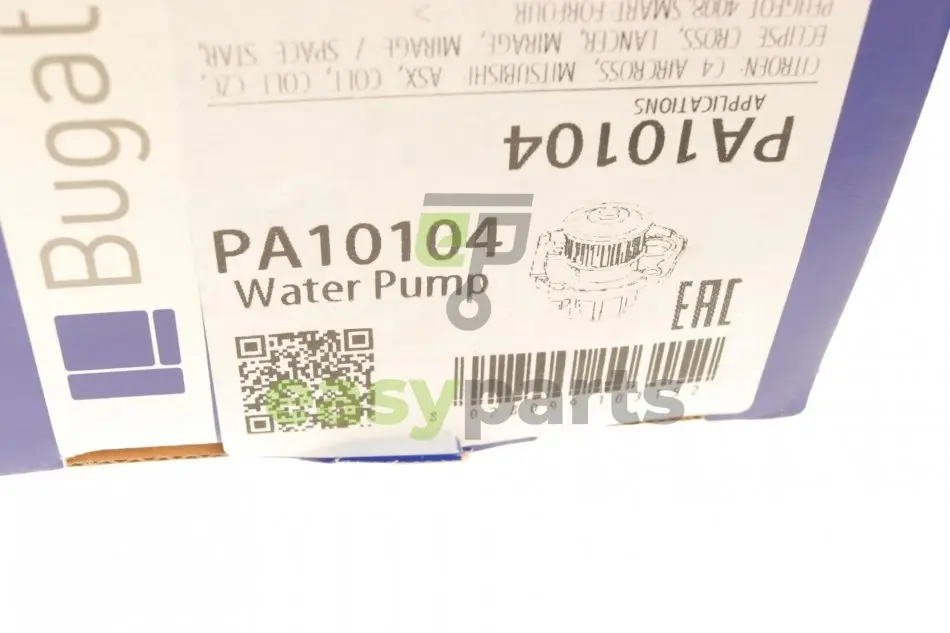 Bugat
PEUGEOT 4008, SMART FORFOUR
ECLIPSE CROSS, LANCER, MIRAGE, MIRAGE / SPACE STAR,
CITROEN: C4 AIRCROSS, MITSUBISHI: ASX, COLT, COLT CZC,
APPLICATIONS
PA10104
PA10104
Water Pump
EAC
easyparts